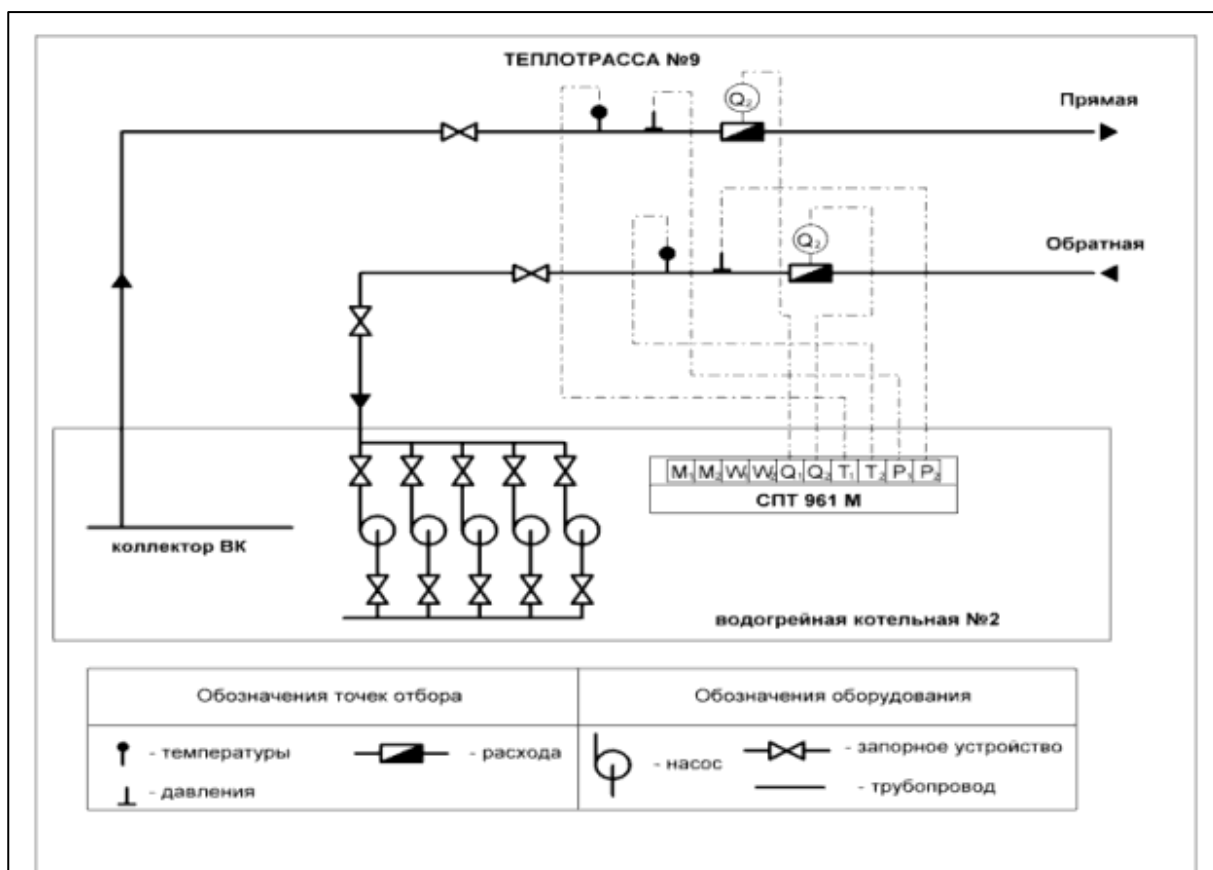 ТЕПЛОТРАССА №9
Q₂
Прямая
Q₂
Обратная
M₁ M₂ W₁ W₂ Q₁ Q₂ T₁ T₂ P₁ P₂
СПТ 961 М
коллектор ВК
водогрейная котельная №2
Обозначения точек отбора
Обозначения оборудования
- температуры
- расхода
- давления
- насос
- запорное устройство
- трубопровод